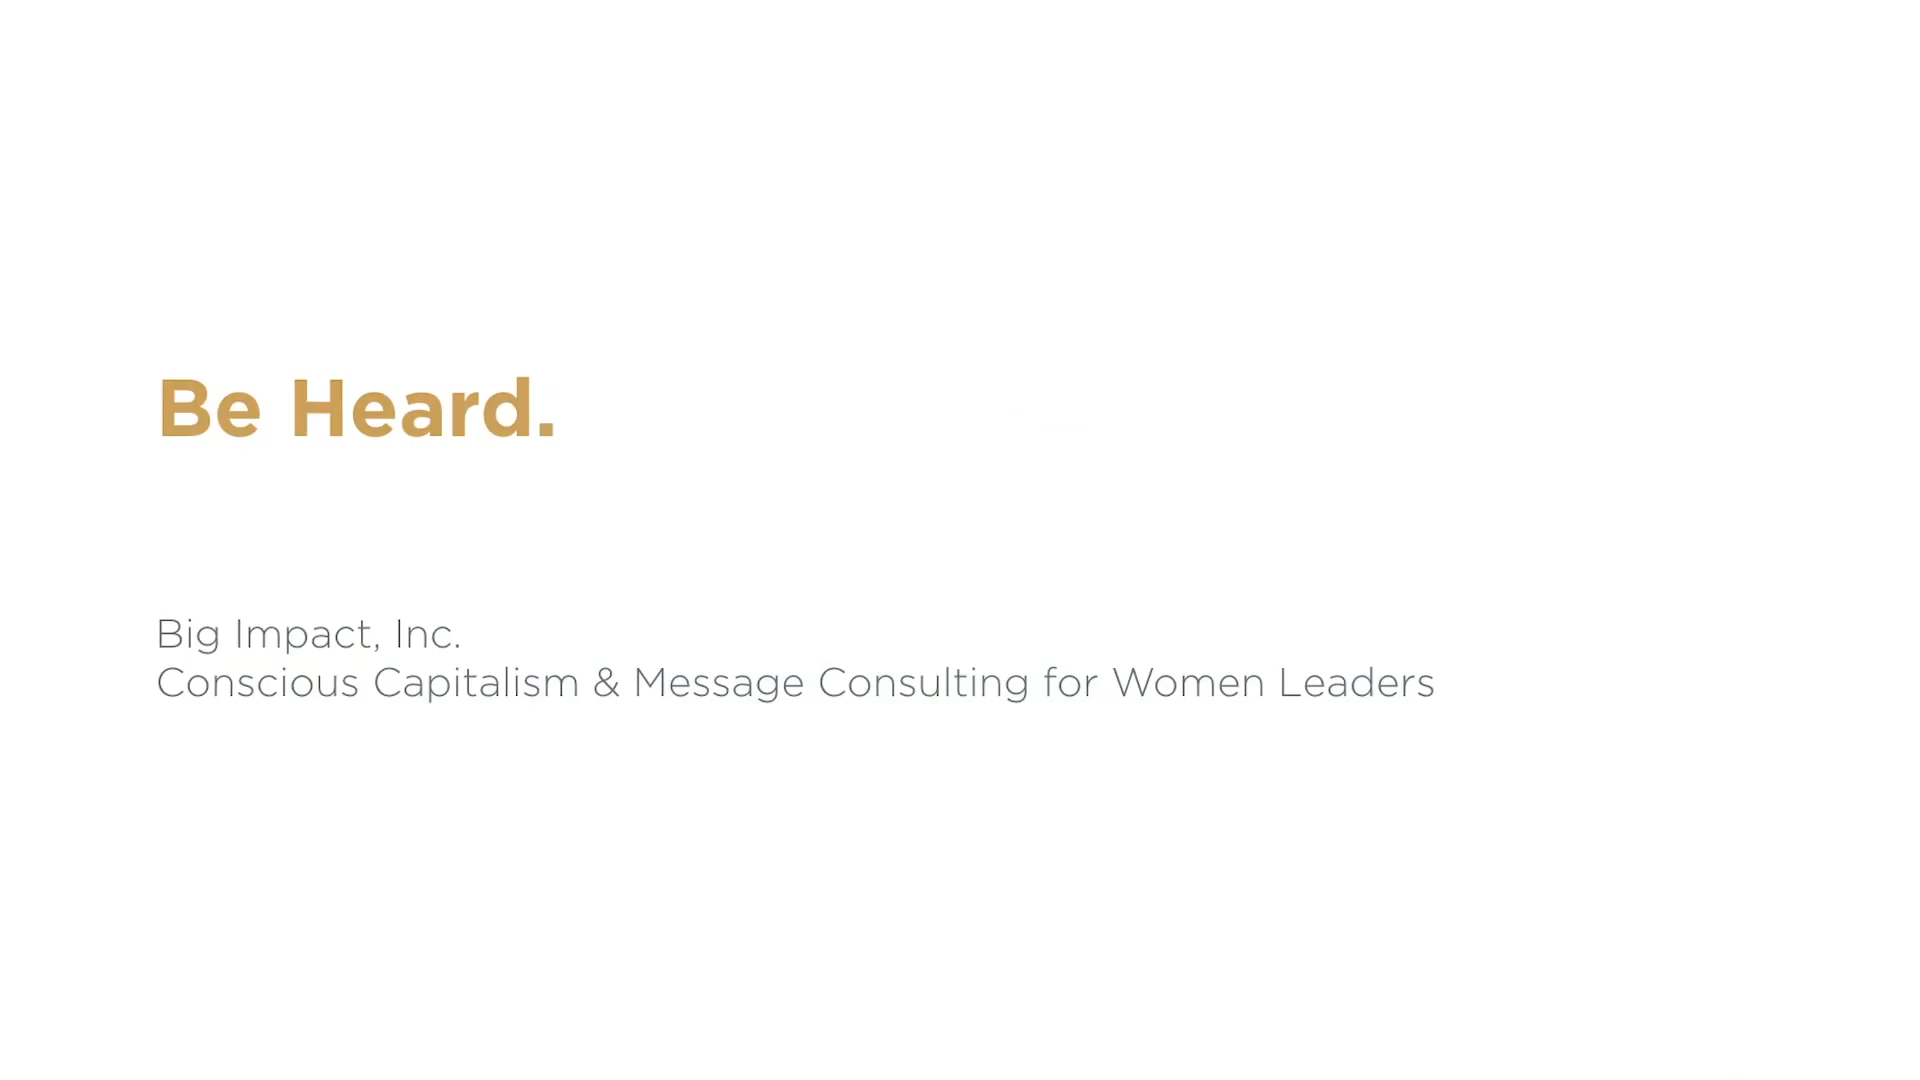 Be Heard.
Big Impact, Inc.
Conscious Capitalism & Message Consulting for Women Leaders